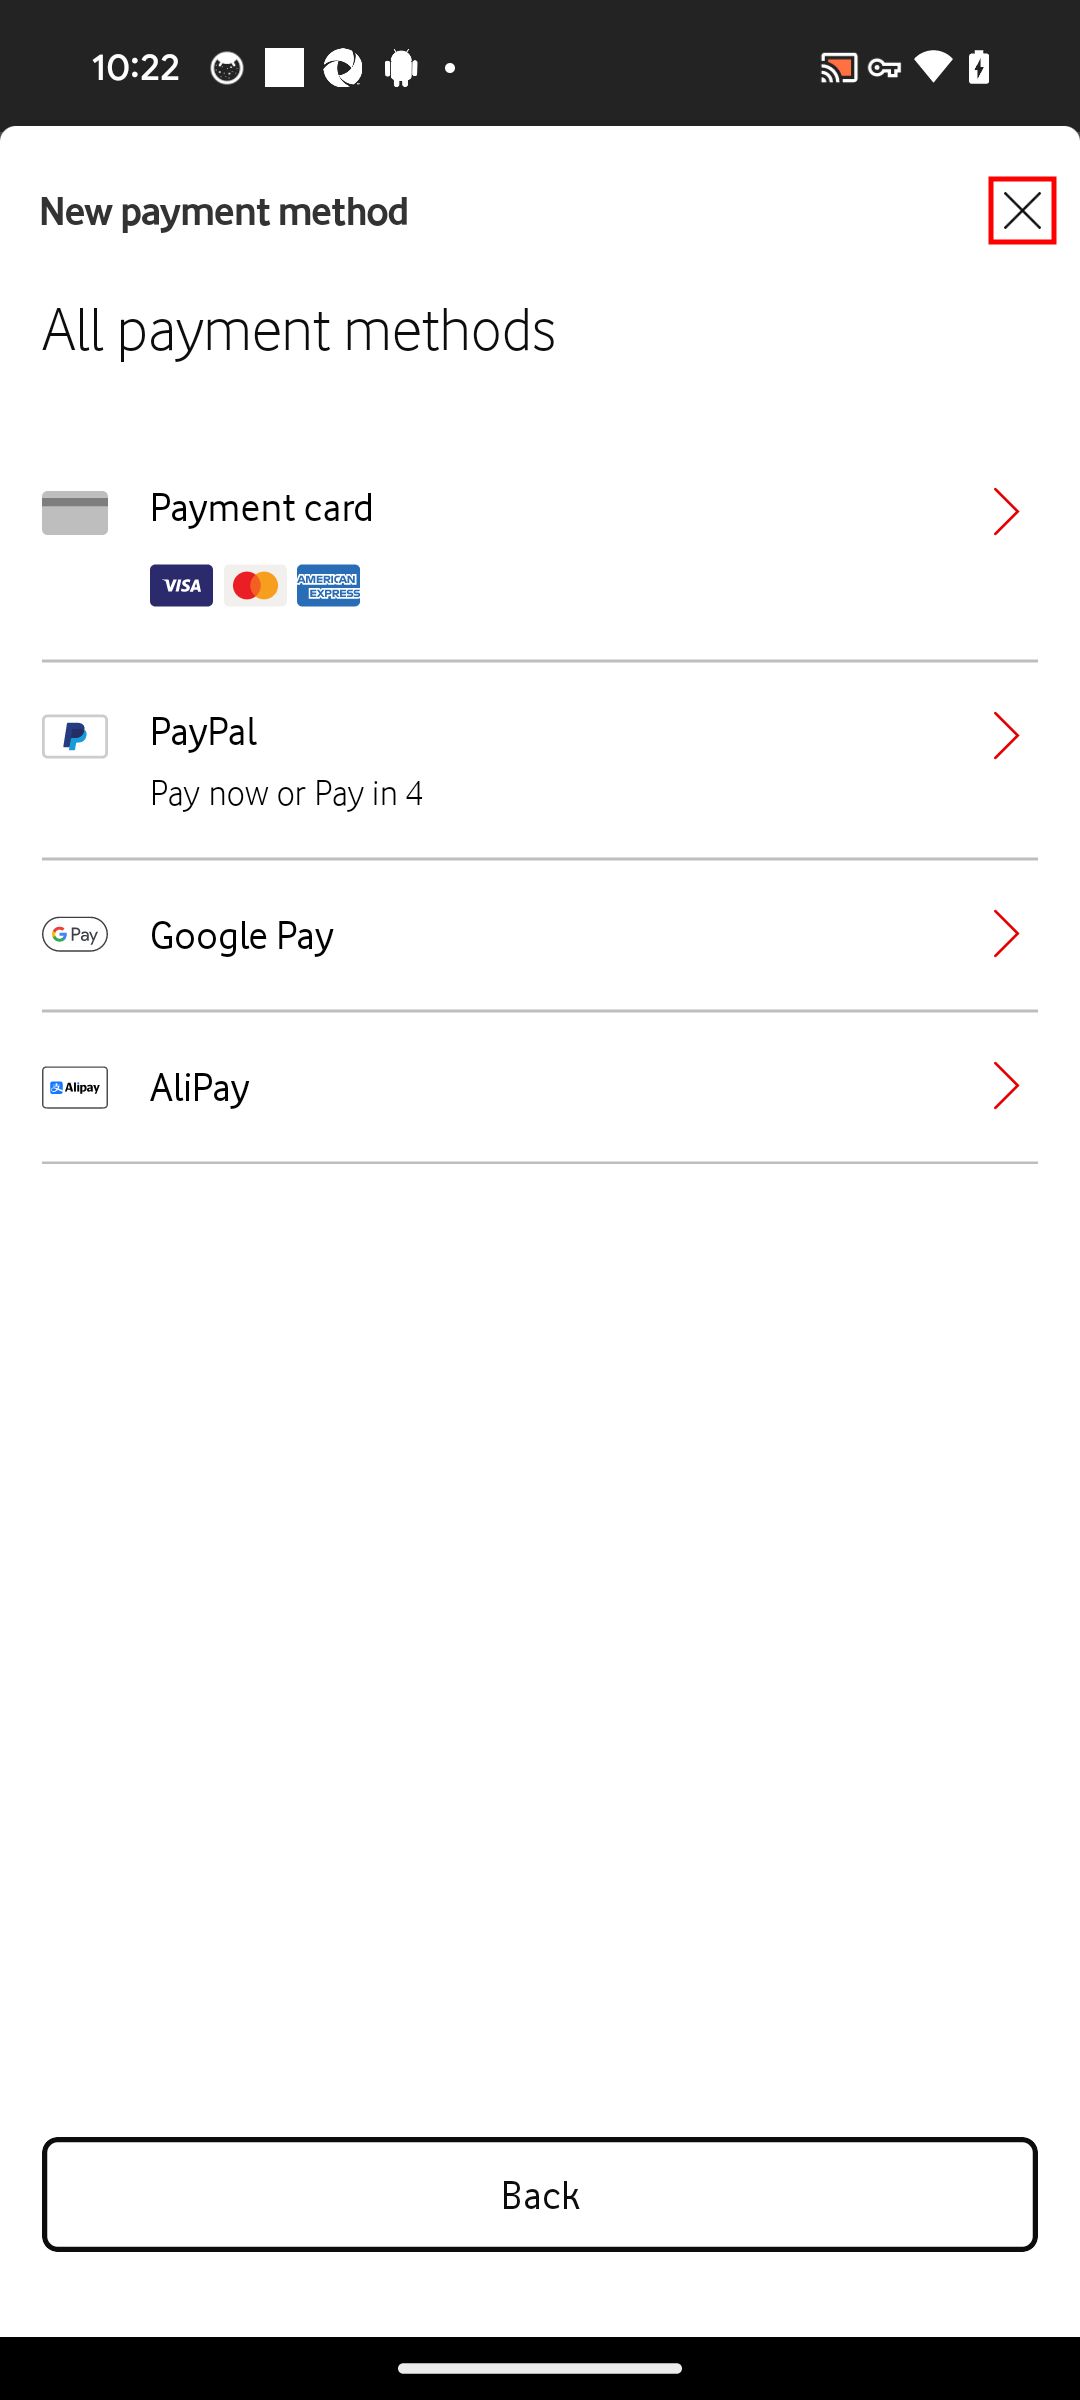 10:22
New payment method
All payment methods
Payment card
VISA
AMERICAN
EXPRESS
PayPal
Pay now or Pay in 4
G Pay
Google Pay
Alipay
AliPay
Back